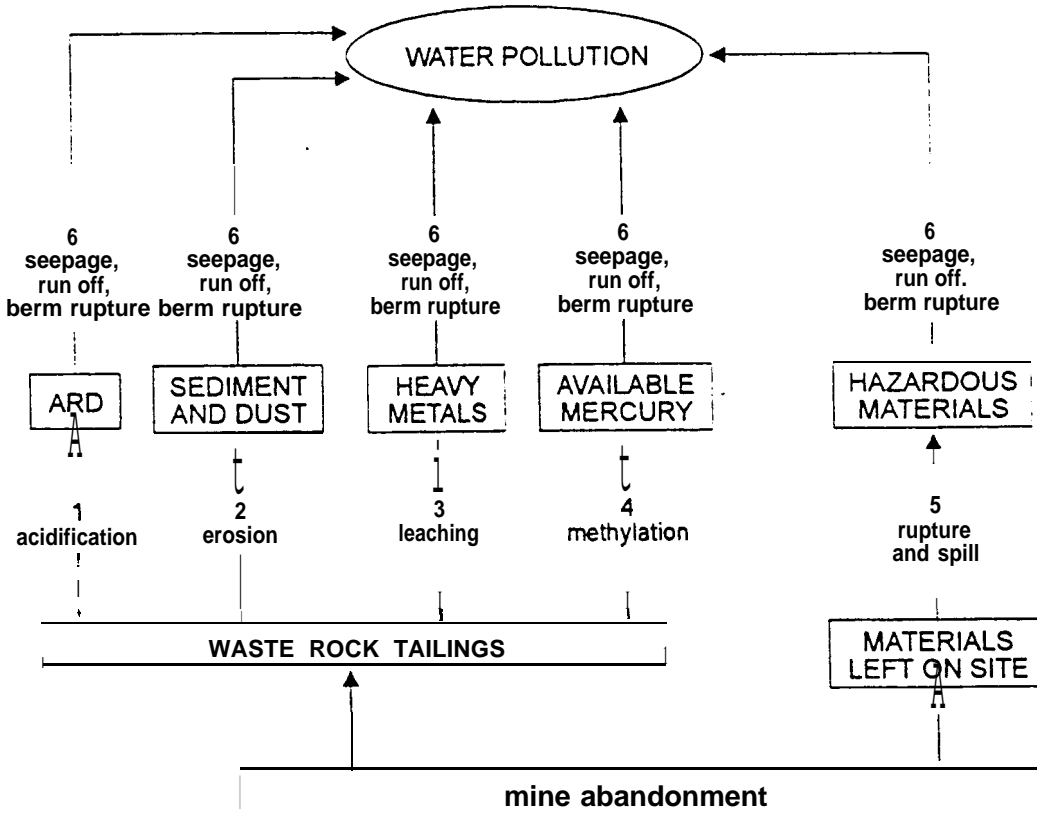 WATER POLLUTION
6
seepage,
run off,
berm rupture
6
seepage,
run off,
berm rupture
6
seepage,
run off,
berm rupture
6
seepage,
run off,
berm rupture
6
seepage,
run off.
berm rupture
ARD
SEDIMENT
AND DUST
HEAVY
METALS
AVAILABLE
MERCURY
HAZARDOUS
MATERIALS
1
acidification
2
erosion
3
leaching
4
methylation
5
rupture
and spill
WASTE ROCK TAILINGS
MATERIALS
LEFT ON SITE
mine abandonment